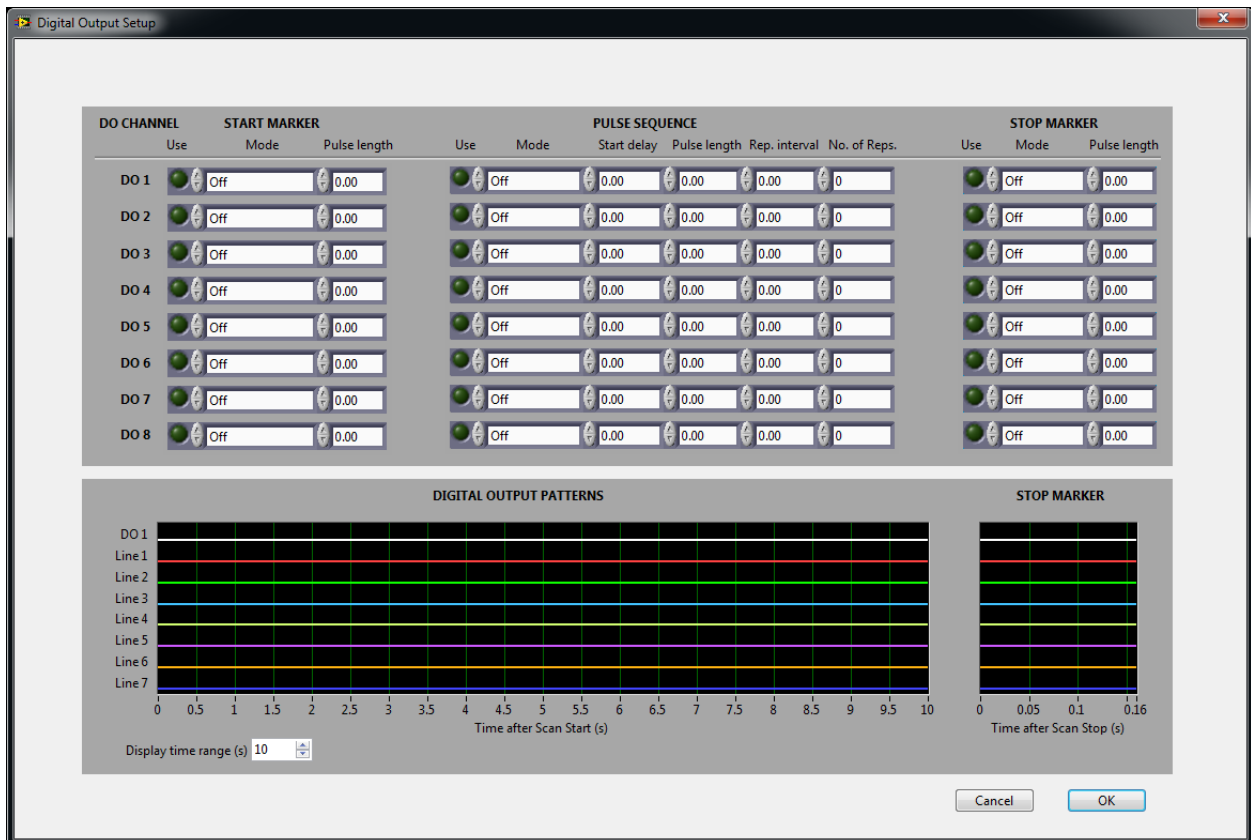 Digital Output Setup
DO CHANNEL START MARKER PULSE SEQUENCE STOP MARKER
Use Mode Pulse length Use Mode Start delay Pulse length Rep. interval No. of Reps. Use Mode Pulse length
DO 1 Off 0.00 Off 0.00 0.00 0.00 0 Off 0.00
DO 2 Off 0.00 Off 0.00 0.00 0.00 0 Off 0.00
DO 3 Off 0.00 Off 0.00 0.00 0.00 0 Off 0.00
DO 4 Off 0.00 Off 0.00 0.00 0.00 0 Off 0.00
DO 5 Off 0.00 Off 0.00 0.00 0.00 0 Off 0.00
DO 6 Off 0.00 Off 0.00 0.00 0.00 0 Off 0.00
DO 7 Off 0.00 Off 0.00 0.00 0.00 0 Off 0.00
DO 8 Off 0.00 Off 0.00 0.00 0.00 0 Off 0.00
DIGITAL OUTPUT PATTERNS STOP MARKER
DO 1
Line 1
Line 2
Line 3
Line 4
Line 5
Line 6
Line 7
0 0.5 1 1.5 2 2.5 3 3.5 4 4.5 5 5.5 6 6.5 7 7.5 8 8.5 9 9.5 10 0 0.05 0.1 0.16
Time after Scan Start (s) Time after Scan Stop (s)
Display time range (s) 10
Cancel OK